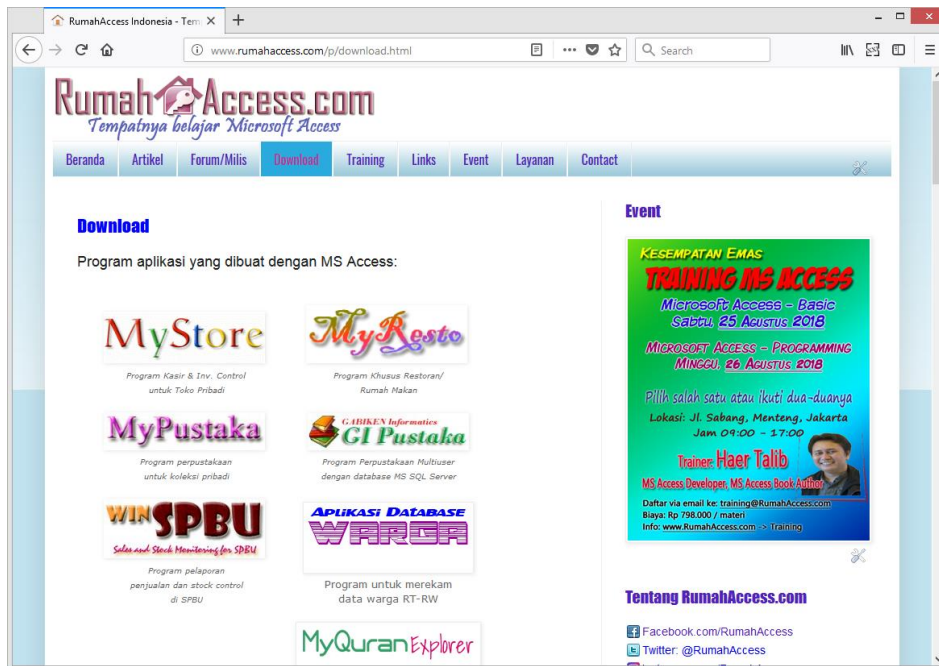 RumahAccess Indonesia - Tem
www.rumahaccess.com/p/download.html
Search
RumahAccess.com
Tempatnya belajar Microsoft Access
Beranda Artikel Forum/Milis Download Training Links Event Layanan Contact
Download
Program aplikasi yang dibuat dengan MS Access:
MyStore
Program Kasir & Inv. Control
untuk Toko Pribadi
MyResto
Program Khusus Restoran/
Rumah Makan
MyPustaka
Program perpustakaan
untuk koleksi pribadi
GABIKEN Informatics
GI Pustaka
Program Perpustakaan Multiuser
dengan database MS SQL Server
WINSPBU
Sales and Stock Monitoring for SPBU
Program pelaporan
penjualan dan stock control
di SPBU
APLIKASI DATABASE
WARGA
Program untuk merekam
data warga RT-RW
MyQuran Explorer
Event
KESEMPATAN EMAS
TRAINING MS ACCESS
Microsoft Access - Basic
Sabtu, 25 AGUSTUS 2018
MICROSOFT ACCESS - PROGRAMMING
MINGGU, 26 AGUSTUS 2018
Pilih salah satu atau ikuti dua-duanya
Lokasi: Jl. Sabang, Menteng, Jakarta
Jam 09:00 - 17:00
Trainer: Haer Talib
MS Access Developer, MS Access Book Author
Daftar via email ke: training@RumahAccess.com
Biaya: Rp 798.000 / materi
Info: www.RumahAccess.com -> Training
Tentang RumahAccess.com
Facebook.com/RumahAccess
Twitter: @RumahAccess